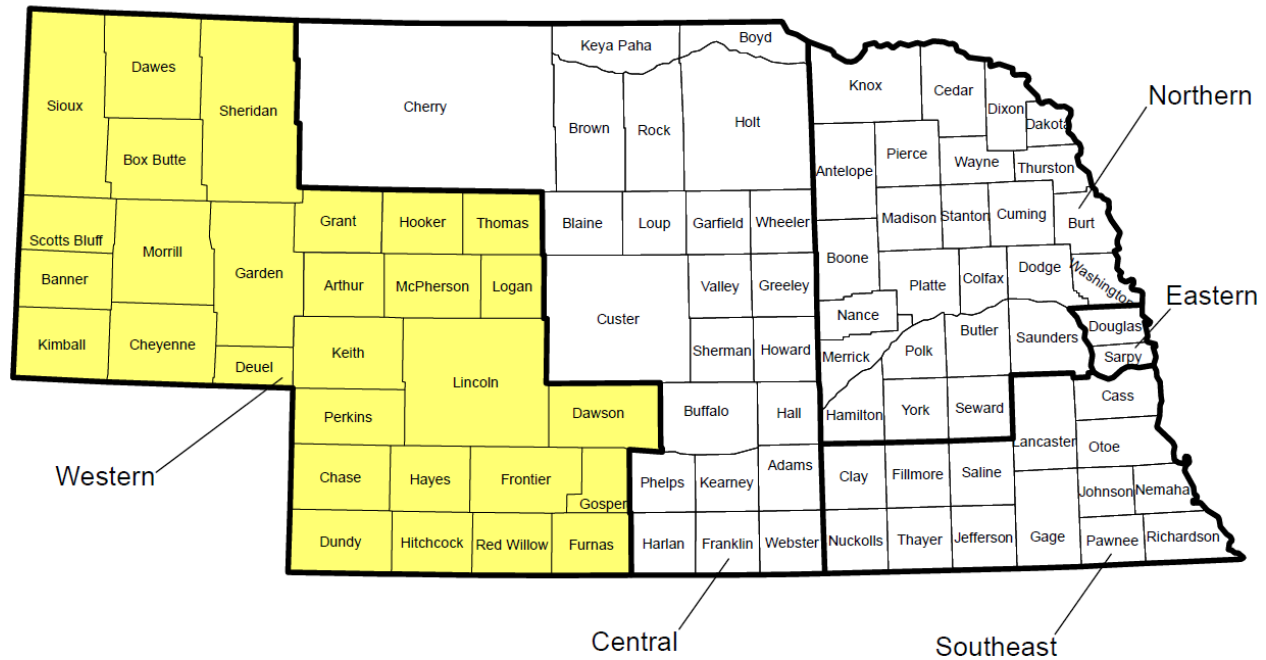 Boyd
Keya Paha
Dawes
Knox
Cedar
Northern
Sioux
Cherry
Sheridan
Dixon
Holt
Brown
Rock
Dakota
Box Butte
Pierce
Wayne
Antelope
Thurston
Grant
Hooker
Thomas
Blaine
Loup
Garfield
Wheeler
Madison
Stanton
Cuming
Burt
Scotts Bluff
Morrill
Garden
Boone
Dodge
Washington
Banner
Arthur
McPherson
Logan
Valley
Greeley
Platte
Colfax
Eastern
Custer
Nance
Douglas
Kimball
Cheyenne
Keith
Sherman
Howard
Merrick
Polk
Butler
Saunders
Sarpy
Deuel
Lincoln
Perkins
Dawson
Buffalo
Hall
Hamilton
York
Seward
Cass
Lancaster
Otoe
Western
Chase
Hayes
Frontier
Gosper
Phelps
Kearney
Adams
Clay
Fillmore
Saline
Johnson
Nemaha
Dundy
Hitchcock
Red Willow
Furnas
Harlan
Franklin
Webster
Nuckolls
Thayer
Jefferson
Gage
Pawnee
Richardson
Central
Southeast